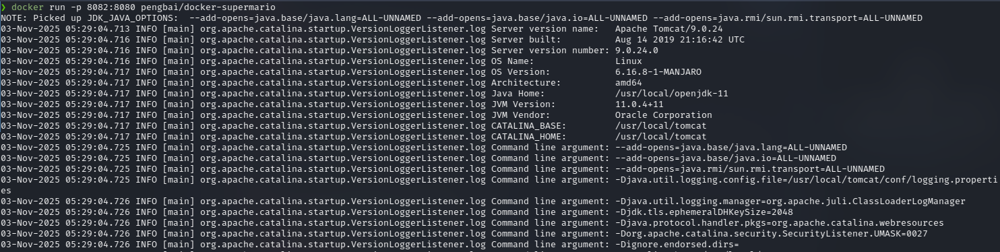 ❯ docker run -p 8082:8080 pengbai/docker-supermario
NOTE: Picked up JDK_JAVA_OPTIONS:  --add-opens=java.base/java.lang=ALL-UNNAMED --add-opens=java.base/java.io=ALL-UNNAMED --add-opens=java.rmi/sun.rmi.transport=ALL-UNNAMED
03-Nov-2025 05:29:04.713 INFO [main] org.apache.catalina.startup.VersionLoggerListener.log Server version name:   Apache Tomcat/9.0.24
03-Nov-2025 05:29:04.716 INFO [main] org.apache.catalina.startup.VersionLoggerListener.log Server built:          Aug 14 2019 21:16:42 UTC
03-Nov-2025 05:29:04.716 INFO [main] org.apache.catalina.startup.VersionLoggerListener.log Server version number: 9.0.24.0
03-Nov-2025 05:29:04.716 INFO [main] org.apache.catalina.startup.VersionLoggerListener.log OS Name:               Linux
03-Nov-2025 05:29:04.717 INFO [main] org.apache.catalina.startup.VersionLoggerListener.log OS Version:            6.16.8-1-MANJARO
03-Nov-2025 05:29:04.717 INFO [main] org.apache.catalina.startup.VersionLoggerListener.log Architecture:          amd64
03-Nov-2025 05:29:04.717 INFO [main] org.apache.catalina.startup.VersionLoggerListener.log Java Home:             /usr/local/openjdk-11
03-Nov-2025 05:29:04.717 INFO [main] org.apache.catalina.startup.VersionLoggerListener.log JVM Version:           11.0.4+11
03-Nov-2025 05:29:04.717 INFO [main] org.apache.catalina.startup.VersionLoggerListener.log JVM Vendor:            Oracle Corporation
03-Nov-2025 05:29:04.717 INFO [main] org.apache.catalina.startup.VersionLoggerListener.log CATALINA_BASE:         /usr/local/tomcat
03-Nov-2025 05:29:04.717 INFO [main] org.apache.catalina.startup.VersionLoggerListener.log CATALINA_HOME:         /usr/local/tomcat
03-Nov-2025 05:29:04.725 INFO [main] org.apache.catalina.startup.VersionLoggerListener.log Command line argument: --add-opens=java.base/java.lang=ALL-UNNAMED
03-Nov-2025 05:29:04.725 INFO [main] org.apache.catalina.startup.VersionLoggerListener.log Command line argument: --add-opens=java.base/java.io=ALL-UNNAMED
03-Nov-2025 05:29:04.725 INFO [main] org.apache.catalina.startup.VersionLoggerListener.log Command line argument: --add-opens=java.rmi/sun.rmi.transport=ALL-UNNAMED
03-Nov-2025 05:29:04.725 INFO [main] org.apache.catalina.startup.VersionLoggerListener.log Command line argument: -Djava.util.logging.config.file=/usr/local/tomcat/conf/logging.properti
es
03-Nov-2025 05:29:04.726 INFO [main] org.apache.catalina.startup.VersionLoggerListener.log Command line argument: -Djava.util.logging.manager=org.apache.juli.ClassLoaderLogManager
03-Nov-2025 05:29:04.726 INFO [main] org.apache.catalina.startup.VersionLoggerListener.log Command line argument: -Djdk.tls.ephemeralDHKeySize=2048
03-Nov-2025 05:29:04.726 INFO [main] org.apache.catalina.startup.VersionLoggerListener.log Command line argument: -Djava.protocol.handler.pkgs=org.apache.catalina.webresources
03-Nov-2025 05:29:04.726 INFO [main] org.apache.catalina.startup.VersionLoggerListener.log Command line argument: -Dorg.apache.catalina.security.SecurityListener.UMASK=0027
03-Nov-2025 05:29:04.726 INFO [main] org.apache.catalina.startup.VersionLoggerListener.log Command line argument: -Dignore.endorsed.dirs=